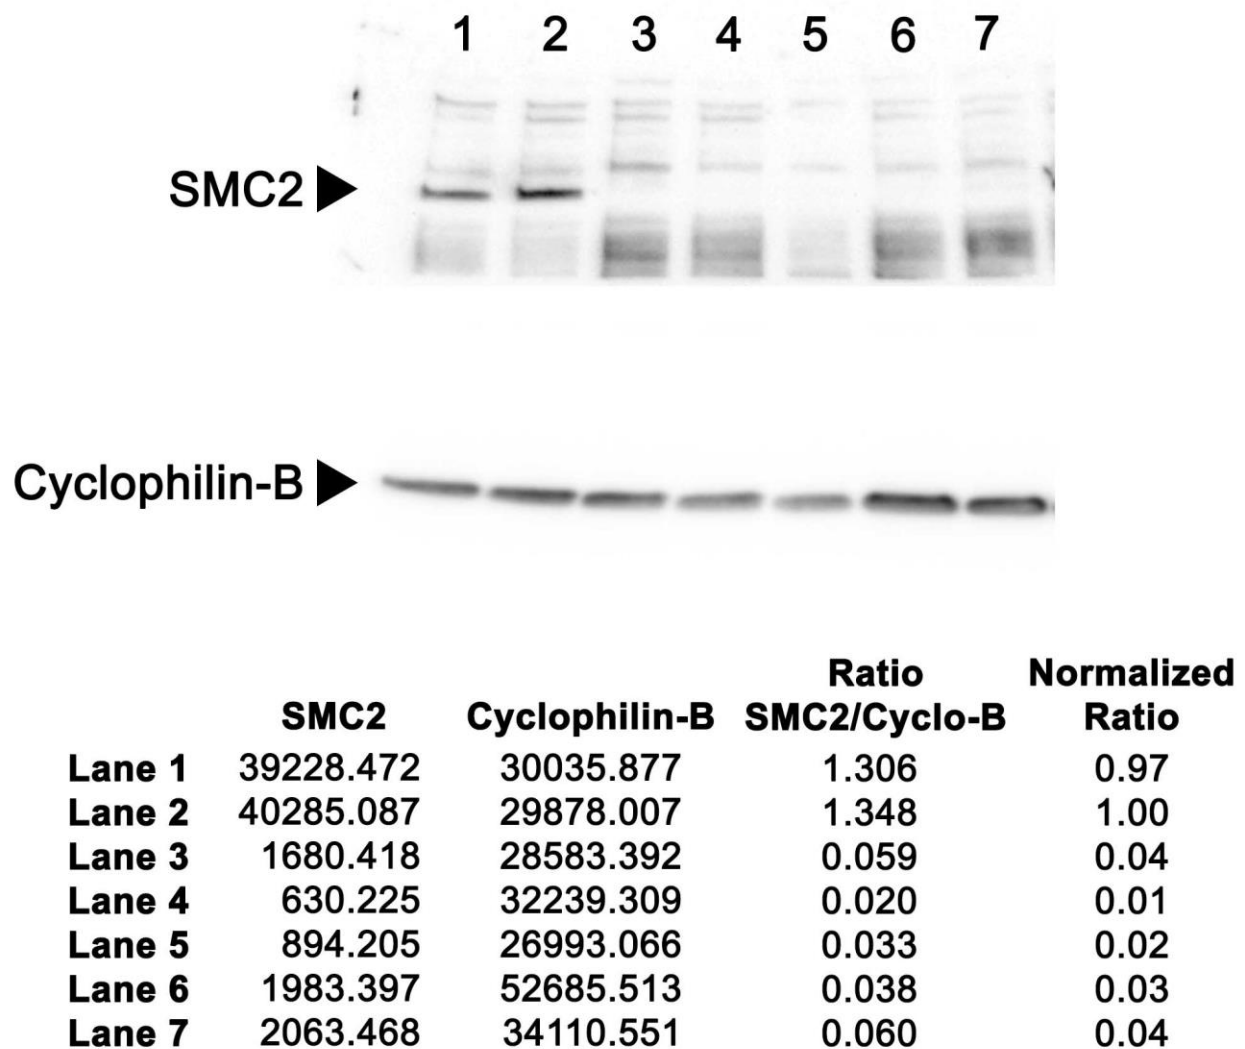 1 2 3 4 5 6 7
SMC2
Cyclophilin-B
Ratio Normalized
SMC2 Cyclophilin-B SMC2/Cyclo-B Ratio
Lane 1 39228.472 30035.877 1.306 0.97
Lane 2 40285.087 29878.007 1.348 1.00
Lane 3 1680.418 28583.392 0.059 0.04
Lane 4 630.225 32239.309 0.020 0.01
Lane 5 894.205 26993.066 0.033 0.02
Lane 6 1983.397 52685.513 0.038 0.03
Lane 7 2063.468 34110.551 0.060 0.04